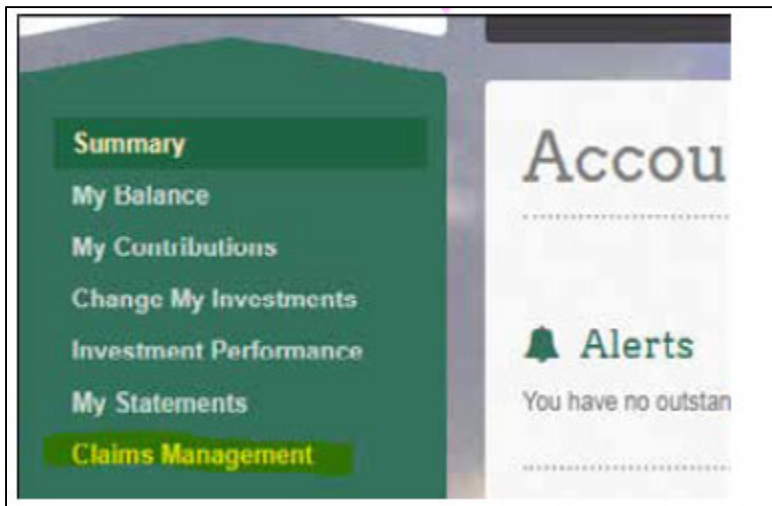 Summary
My Balance
My Contributions
Change My Investments
Investment Performance
My Statements
Claims Management
Accou
Alerts
You have no outstan